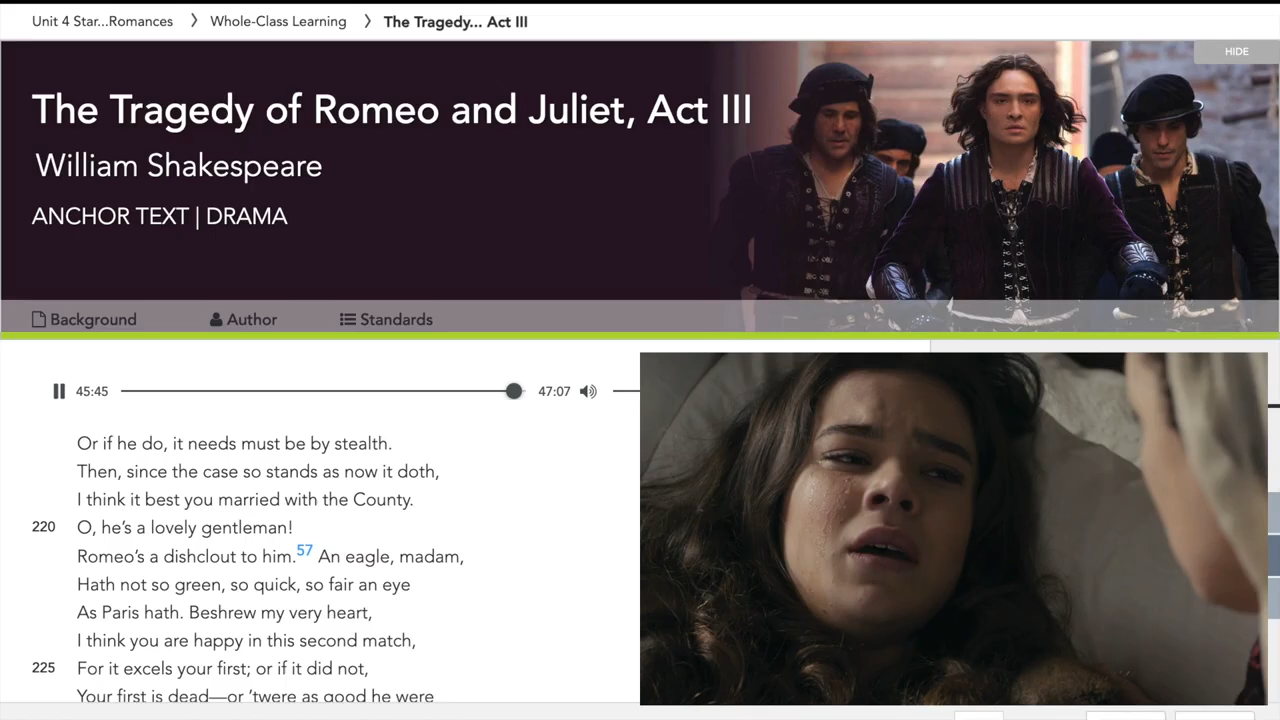 Unit 4 Star...Romances > Whole-Class Learning > The Tragedy... Act III
HIDE
The Tragedy of Romeo and Juliet, Act III
William Shakespeare
ANCHOR TEXT | DRAMA
Background Author Standards
45:45 47:07
Or if he do, it needs must be by stealth.
Then, since the case so stands as now it doth,
I think it best you married with the County.
220 O, he's a lovely gentleman!
Romeo's a dishclout to him.57 An eagle, madam,
Hath not so green, so quick, so fair an eye
As Paris hath. Beshrew my very heart,
I think you are happy in this second match,
225 For it excels your first; or if it did not,
Your first is dead—or 'twere as good he were